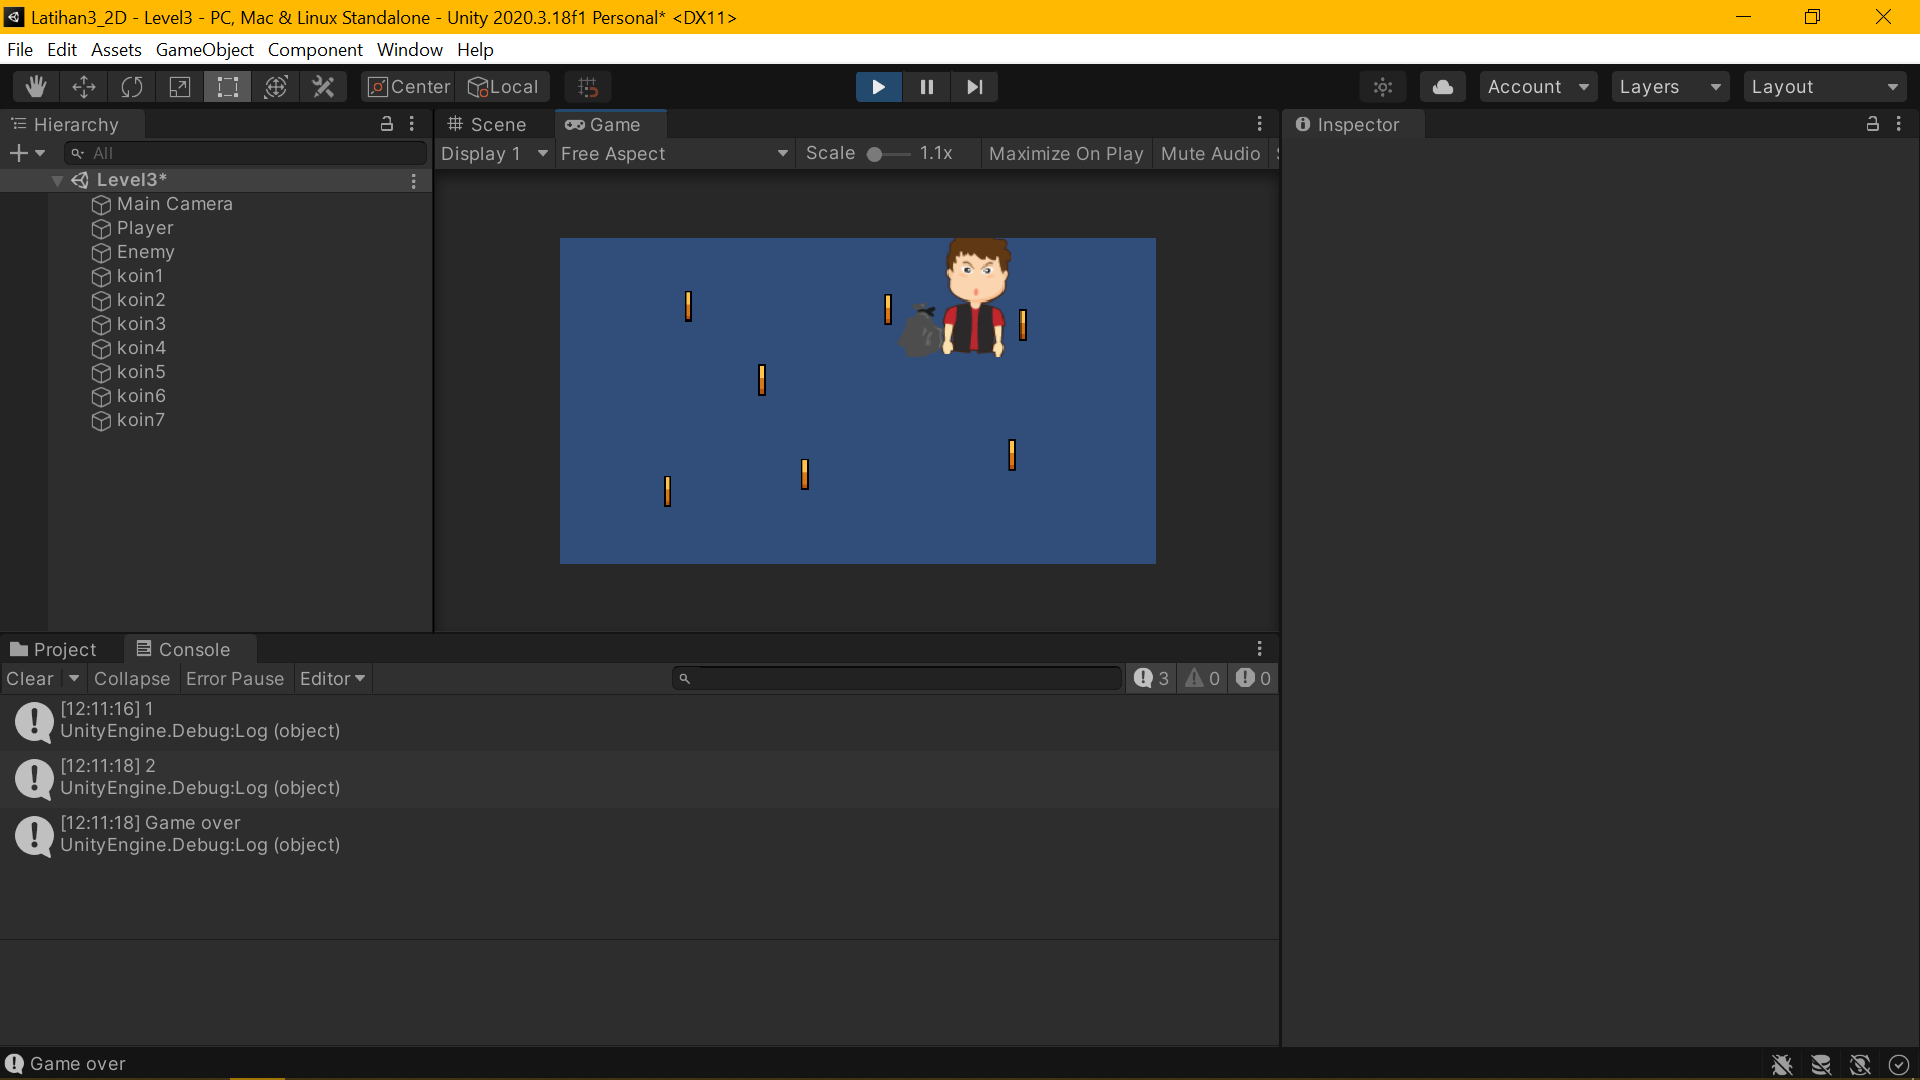 Latihan3_2D - Level3 - PC, Mac & Linux Standalone - Unity 2020.3.18f1 Personal* <DX11>
File Edit Assets GameObject Component Window Help
Center Local Account Layers Layout
Hierarchy
All
Level3*
Main Camera
Player
Enemy
koin1
koin2
koin3
koin4
koin5
koin6
koin7
Scene Game
Display 1 Free Aspect Scale 1.1x Maximize On Play Mute Audio
Inspector
Project Console
Clear Collapse Error Pause Editor 3 0 0
[12:11:16] 1
UnityEngine.Debug:Log (object)
[12:11:18] 2
UnityEngine.Debug:Log (object)
[12:11:18] Game over
UnityEngine.Debug:Log (object)
Game over